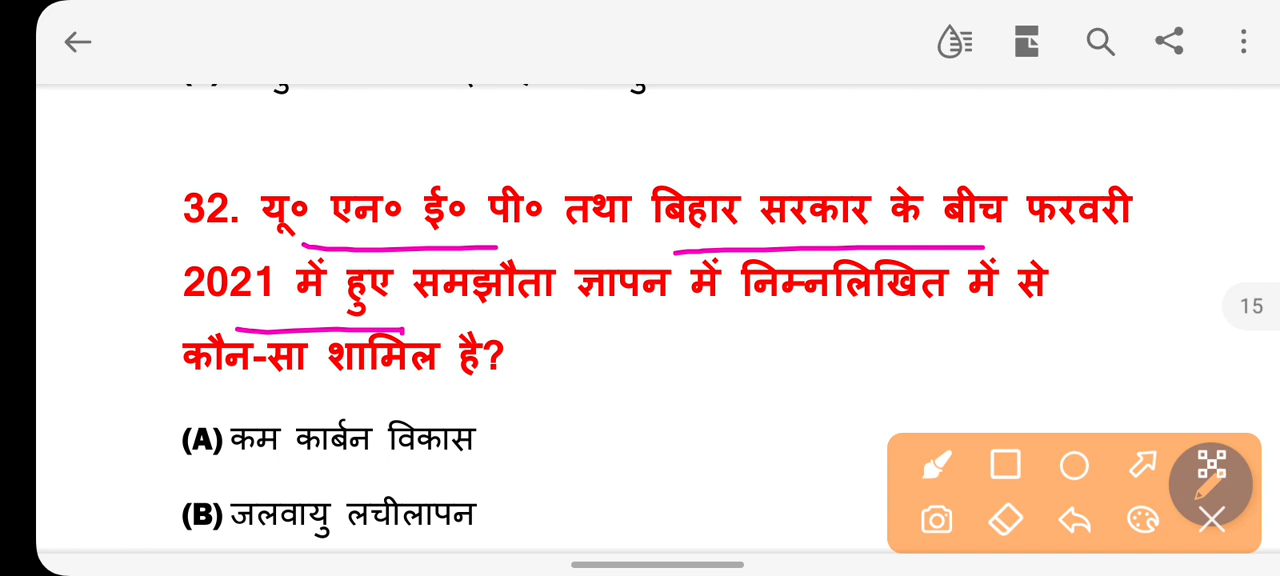 32. यू० एन० ई० पी० तथा बिहार सरकार के बीच फरवरी
2021 में हुए समझौता ज्ञापन में निम्नलिखित में से
कौन-सा शामिल है?
15
(A) कम कार्बन विकास
(B) जलवायु लचीलापन